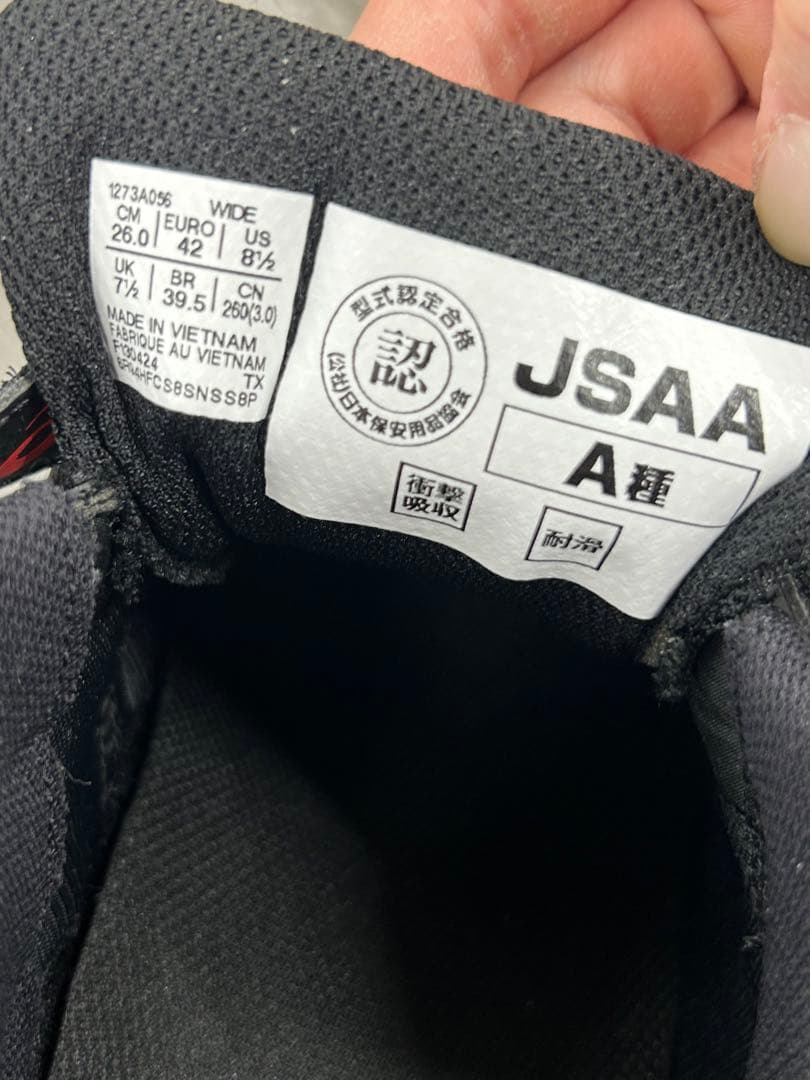 1273A056 WIDE
CM EURO US
26.0 42 8½
UK BR CN
7½ 39.5 260(3.0)
MADE IN VIETNAM
FABRIQUE AU VIETNAM
F130424 TX
型式認定合格
認
(公社)日本保安用品協会
JSAA
A種
衝撃
吸収
耐滑